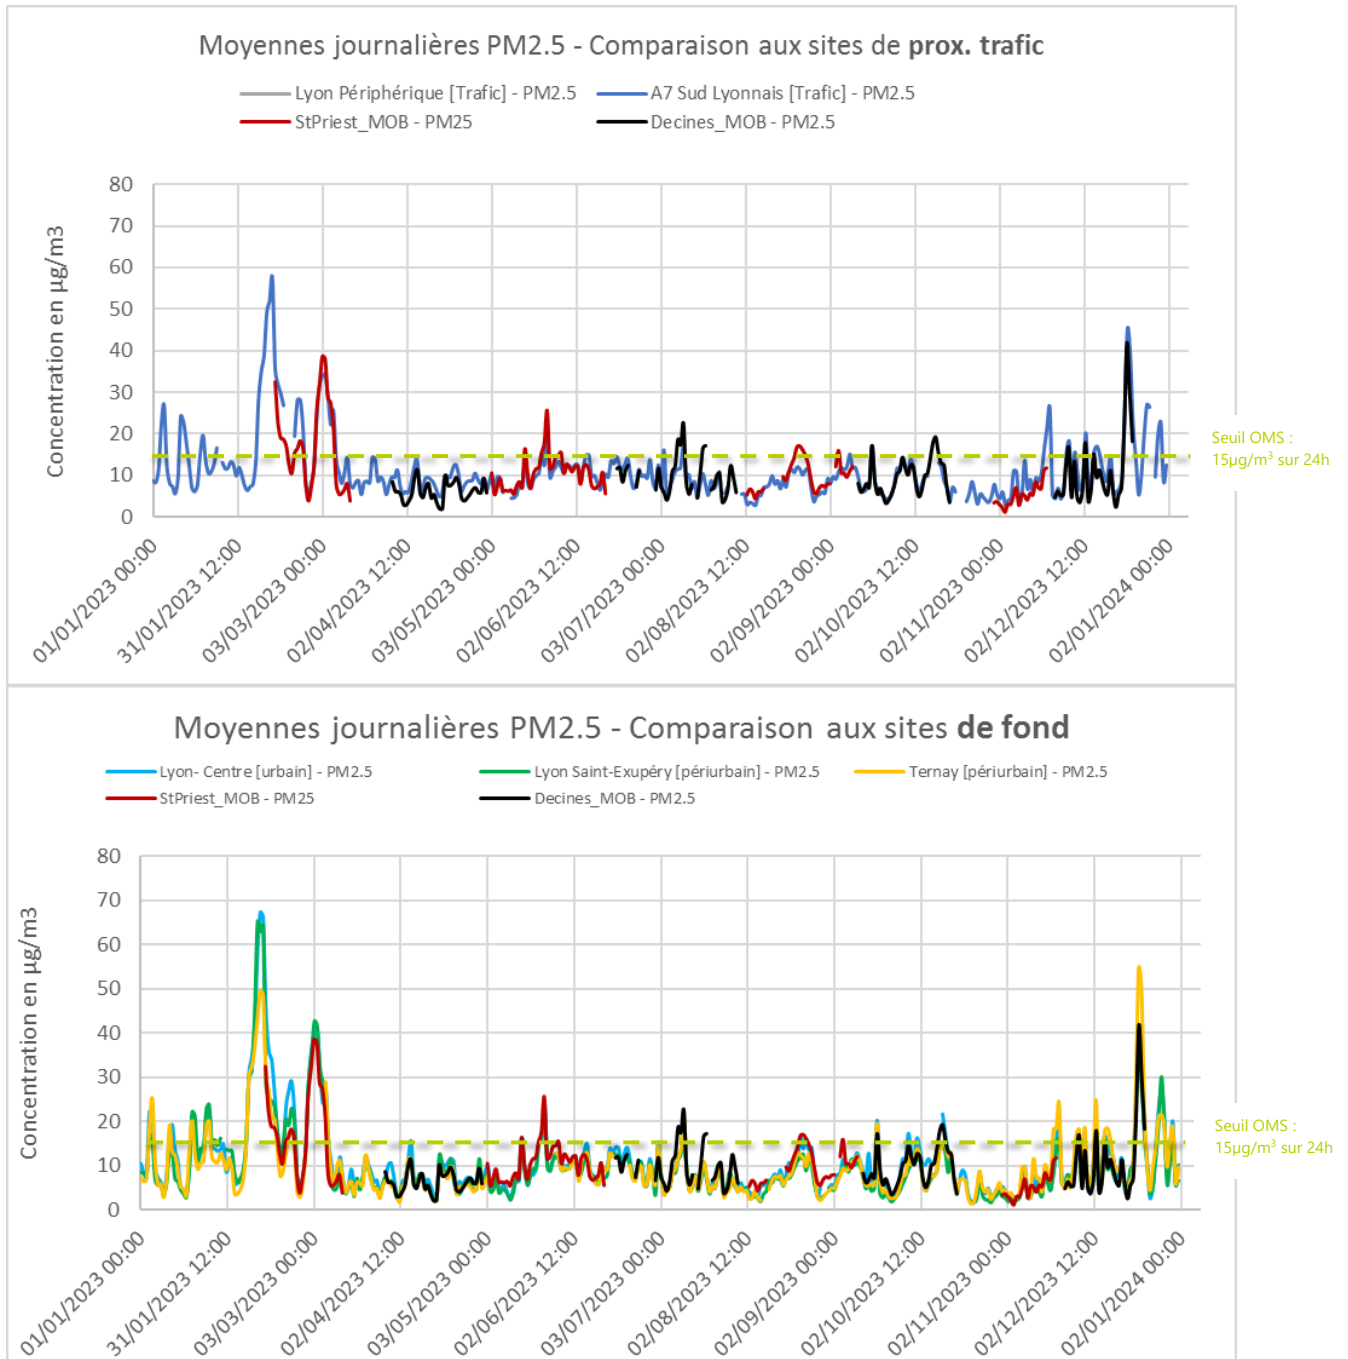 Moyennes journalières PM2.5 - Comparaison aux sites de prox. trafic
Lyon Périphérique [Trafic] - PM2.5
A7 Sud Lyonnais [Trafic] - PM2.5
StPriest_MOB - PM25
Decines_MOB - PM2.5
Concentration en µg/m3
80
70
60
50
40
30
20
10
0
Seuil OMS :
15µg/m³ sur 24h
01/01/2023 00:00
31/01/2023 12:00
03/03/2023 00:00
02/04/2023 12:00
03/05/2023 00:00
02/06/2023 12:00
03/07/2023 00:00
02/08/2023 12:00
02/09/2023 00:00
02/10/2023 12:00
02/11/2023 00:00
02/12/2023 12:00
02/01/2024 00:00
Moyennes journalières PM2.5 - Comparaison aux sites de fond
Lyon- Centre [urbain] - PM2.5
Lyon Saint-Exupéry [périurbain] - PM2.5
Ternay [périurbain] - PM2.5
StPriest_MOB - PM25
Decines_MOB - PM2.5
Concentration en µg/m3
80
70
60
50
40
30
20
10
0
Seuil OMS :
15µg/m³ sur 24h
01/01/2023 00:00
31/01/2023 12:00
03/03/2023 00:00
02/04/2023 12:00
03/05/2023 00:00
02/06/2023 12:00
03/07/2023 00:00
02/08/2023 12:00
02/09/2023 00:00
02/10/2023 12:00
02/11/2023 00:00
02/12/2023 12:00
02/01/2024 00:00